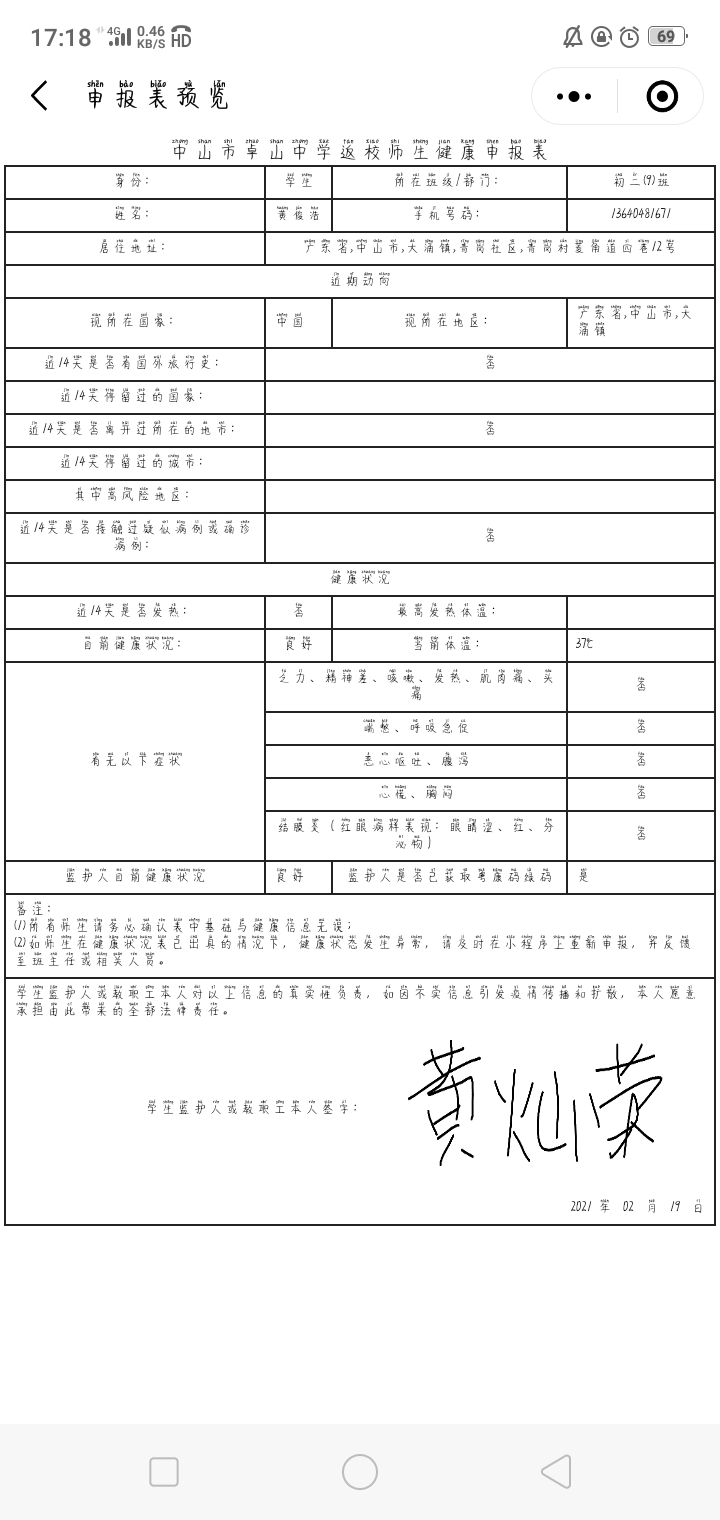 17:18 4G 0.46 KB/S HD 69
申报表预览
中山市卓山中学返校师生健康申报表
身份： 学生 所在班级/部门： 初二(9)班
姓名： 黄俊浩 手机号码： 13640481671
居住地址： 广东省,中山市,大涌镇,青岗社区,青岗村菱角道四巷12号
近期动向
现所在国家： 中国 现所在地区： 广东省,中山市,大
涌镇
近14天是否有国外旅行史： 否
近14天停留过的国家：
近14天是否离开过所在的地市： 否
近14天停留过的城市：
其中高风险地区：
近14天是否接触过疑似病例或确诊
病例： 否
健康状况
近14天是否发热： 否 最高发热体温：
目前健康状况： 良好 当前体温： 37℃
有无以下症状
乏力、精神差、咳嗽、发热、肌肉痛、头
痛 否
喘憋、呼吸急促 否
恶心呕吐、腹泻 否
心慌、胸闷 否
结膜炎（红眼病样表现：眼睛涩、红、分
泌物） 否
监护人目前健康状况 良好 监护人是否已获取粤康码绿码 是
备注：
(1)所有师生请务必确认表中基础与健康信息无误；
(2)如师生在健康状况表已出具的情况下，健康状态发生异常，请及时在小程序上重新申报，并反馈
至班主任或相关人员。
学生监护人或教职工本人对以上信息的真实性负责，如因不实信息引发疫情传播和扩散，本人愿意
承担由此带来的全部法律责任。
学生监护人或教职工本人签字： 黄灿荣
2021 年 02 月 19 日